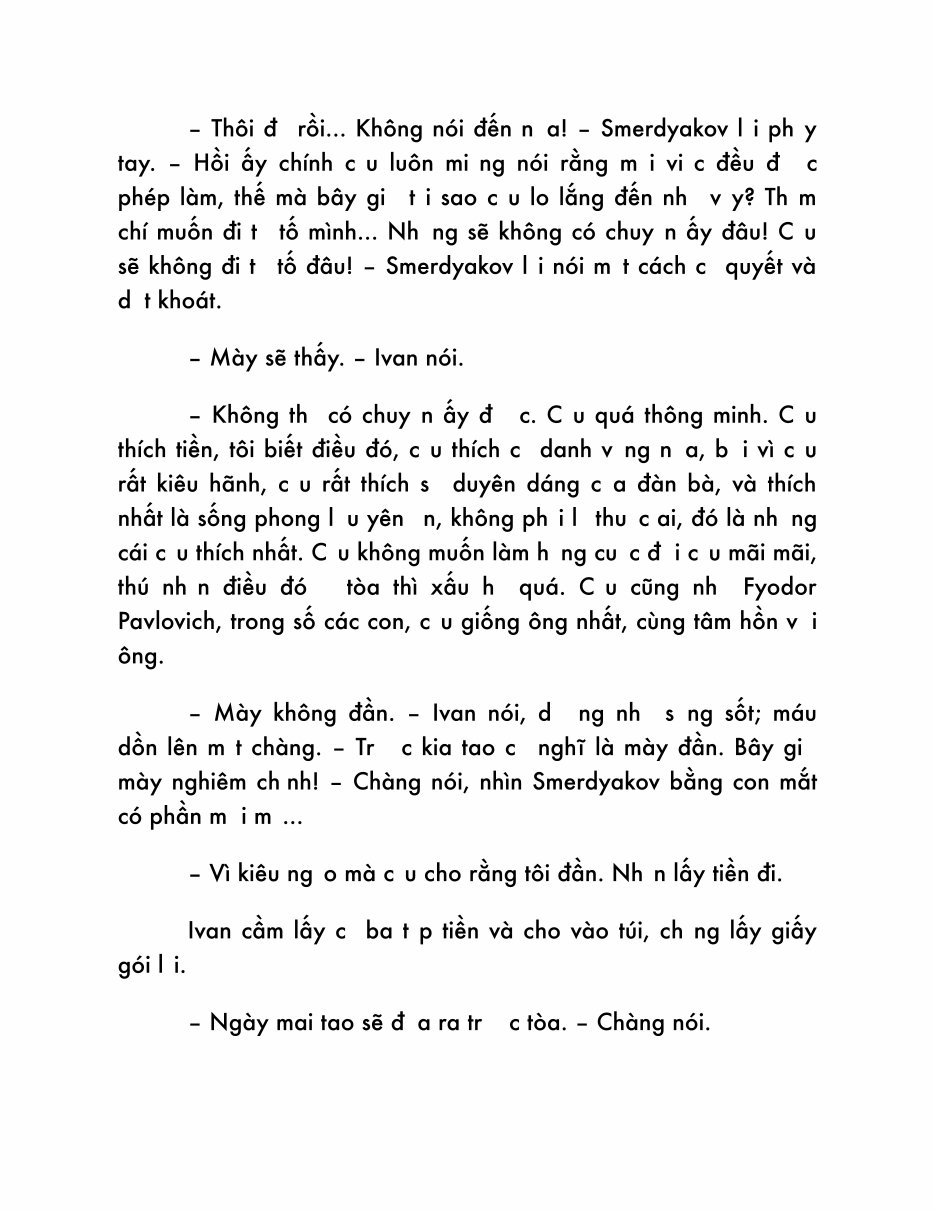 – Thôi đ rồi... Không nói đến n a! – Smerdyakov l i ph y
tay. – Hồi ấy chính c u luôn mi ng nói rằng m i vi c đều đ c
phép làm, thế mà bây gi t i sao c u lo lắng đến nh v y? Th m
chí muốn đi t tố mình... Nh ng sẽ không có chuy n ấy đâu! C u
sẽ không đi t tố đâu! – Smerdyakov l i nói m t cách c quyết và
d t khoát.
– Mày sẽ thấy. – Ivan nói.
– Không th có chuy n ấy đ c. C u quá thông minh. C u
thích tiền, tôi biết điều đó, c u thích c danh v ng n a, b i vì c u
rất kiêu hãnh, c u rất thích s duyên dáng c a đàn bà, và thích
nhất là sống phong l u yên n, không ph i l thu c ai, đó là nh ng
cái c u thích nhất. C u không muốn làm h ng cu c đ i c u mãi mãi,
thú nh n điều đó tòa thì xấu h quá. C u cũng nh Fyodor
Pavlovich, trong số các con, c u giống ông nhất, cùng tâm hồn v i
ông.
– Mày không đần. – Ivan nói, d ng nh s ng sốt; máu
dồn lên m t chàng. – Tr c kia tao c nghĩ là mày đần. Bây gi
mày nghiêm ch nh! – Chàng nói, nhìn Smerdyakov bằng con mắt
có phần m i m ...
– Vì kiêu ng o mà c u cho rằng tôi đần. Nh n lấy tiền đi.
Ivan cầm lấy c ba t p tiền và cho vào túi, ch ng lấy giấy
gói l i.
– Ngày mai tao sẽ đ a ra tr c tòa. – Chàng nói.